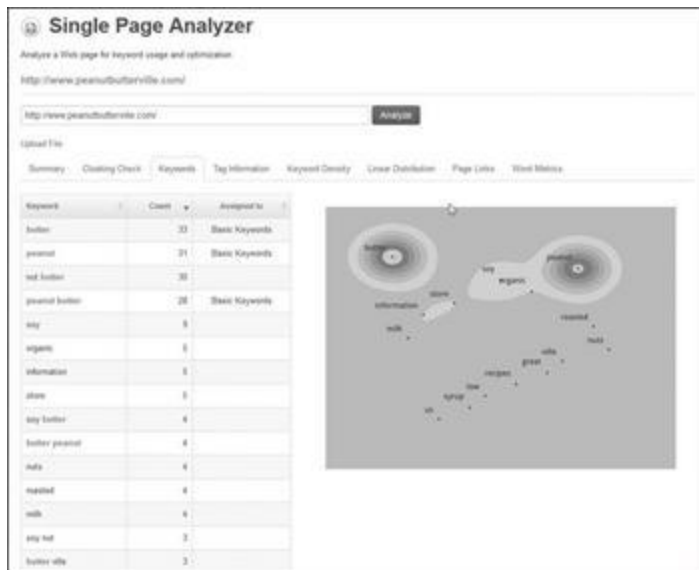 Single Page Analyzer
Analyze a Web page for keyword usage and optimization
http://www.peanutbutterville.com/
http://www.peanutbutterville.com/ Analyze
Upload File
Summary Cloaking Check Keywords Tag Information Keyword Density Linear Distribution Page Links Word Metrics
Keyword Count Assigned to
butter 33 Basic Keywords
peanut 31 Basic Keywords
nut butter 30
peanut butter 28 Basic Keywords
soy 9
organic 5
information 5
store 5
soy butter 4
butter peanut 4
nuts 4
roasted 4
milk 4
soy nut 3
butter ville 3
butter
peanut
soy
organic
store
information
milk
roasted
nuts
ville
great
recipes
low
syrup
us